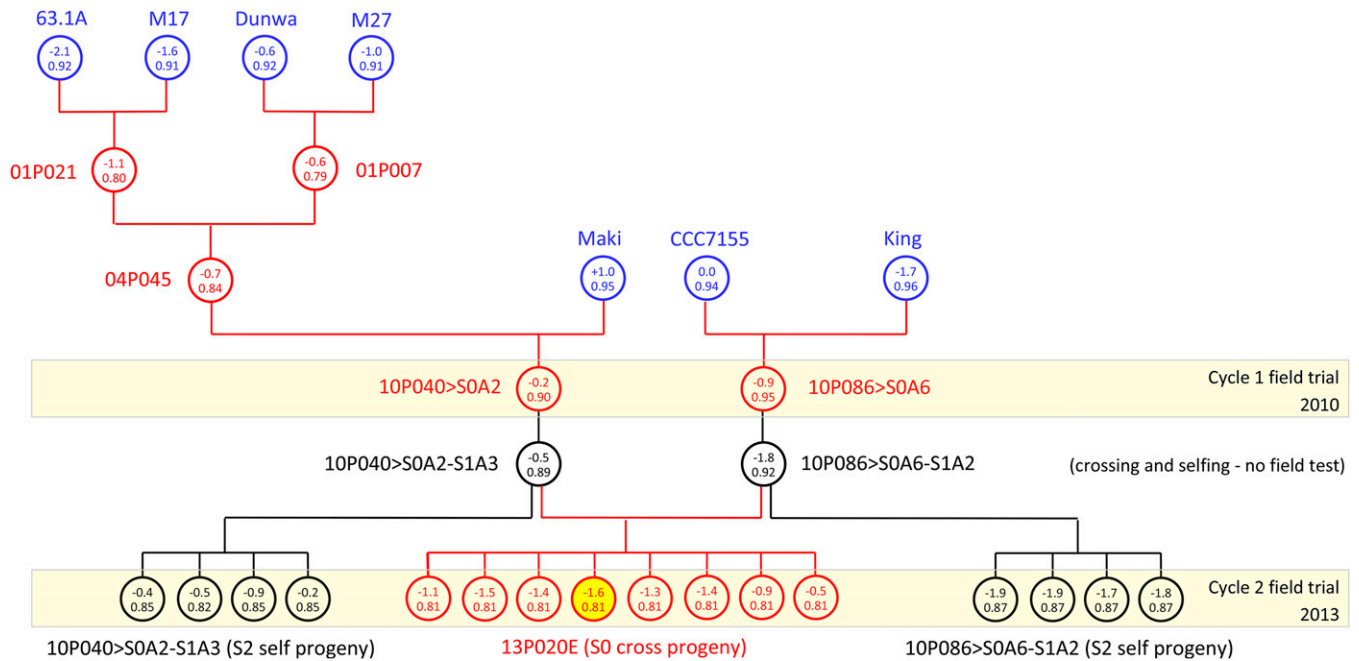 63.1A M17 Dunwa M27
-2.1 -1.6 -0.6 -1.0
0.92 0.91 0.92 0.91
01P021 -1.1 -0.6 01P007
0.80 0.79
Maki CCC7155 King
04P045 -0.7 +1.0 0.0 -1.7
0.84 0.95 0.94 0.96
10P040>S0A2 -0.2 -0.9 10P086>S0A6 Cycle 1 field trial
0.90 0.95 2010
10P040>S0A2-S1A3 -0.5 -1.8 10P086>S0A6-S1A2 (crossing and selfing - no field test)
0.89 0.92
-0.4 -0.5 -0.9 -0.2 -1.1 -1.5 -1.4 -1.6 -1.3 -1.4 -0.9 -0.5 -1.9 -1.9 -1.7 -1.8 Cycle 2 field trial
0.85 0.82 0.85 0.85 0.81 0.81 0.81 0.81 0.81 0.81 0.81 0.81 0.87 0.87 0.87 0.87 2013
10P040>S0A2-S1A3 (S2 self progeny) 13P020E (S0 cross progeny) 10P086>S0A6-S1A2 (S2 self progeny)